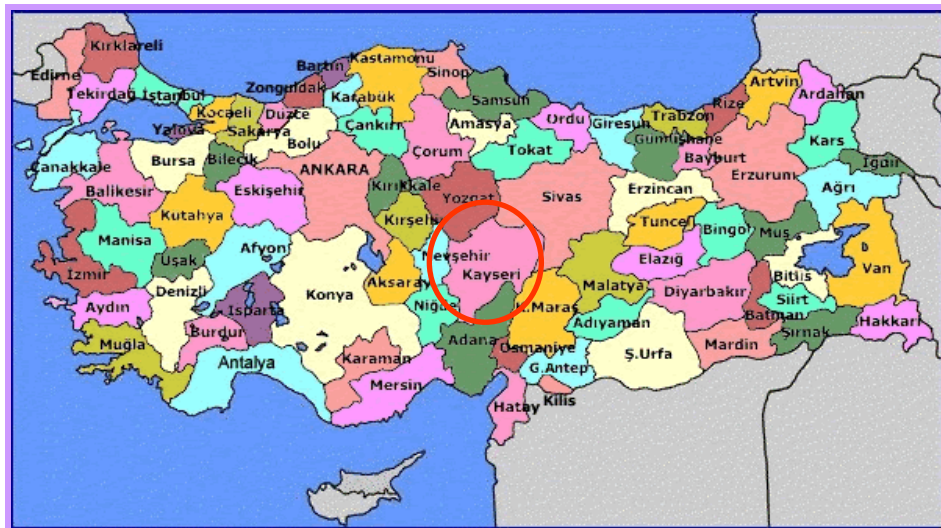 Kırklareli
Edirne
Tekirdağ
İstanbul
Kocaeli
Yalova
Sakarya
Düzce
Zonguldak
Bartın
Karabük
Kastamonu
Sinop
Samsun
Çankırı
Bolu
Amasya
Çorum
Tokat
Ordu
Giresun
Trabzon
Gümüşhane
Rize
Artvin
Ardahan
Bayburt
Kars
Iğdır
Erzurum
Ağrı
Çanakkale
Balikesir
Bursa
Bilecik
Eskişehir
ANKARA
Kırıkkale
Yozgat
Sivas
Erzincan
Tunceli
Bingöl
Muş
Kutahya
Kırşehir
Manisa
Uşak
Afyon
İzmir
Nevşehir
Kayseri
Aksaray
Niğde
Konya
Malatya
Elazığ
Diyarbakır
Bitlis
Van
Siirt
Batman
Şırnak
Hakkari
Mardin
Aydın
Denizli
Isparta
Burdur
Muğla
Antalya
Karaman
Mersin
Adana
K.Maraş
Adıyaman
Osmaniye
G.Antep
Ş.Urfa
Kilis
Hatay